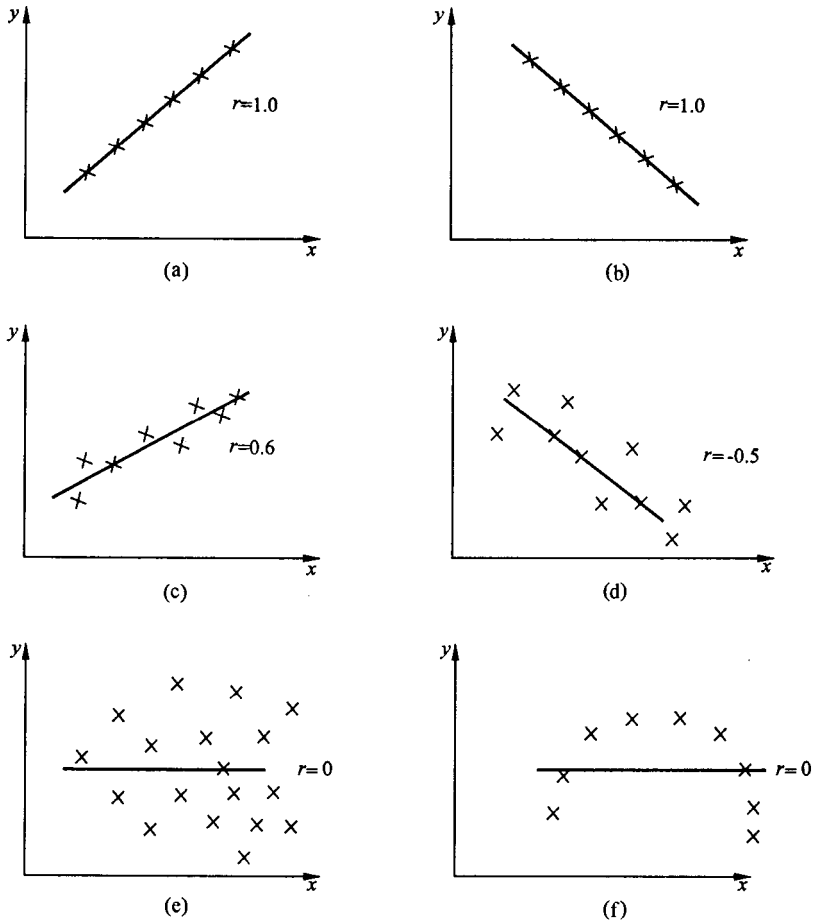 y
y
r=1.0
r=1.0
x
x
(a)
(b)
y
y
r=0.6
r=-0.5
x
x
(c)
(d)
y
y
r= 0
r= 0
x
x
(e)
(f)